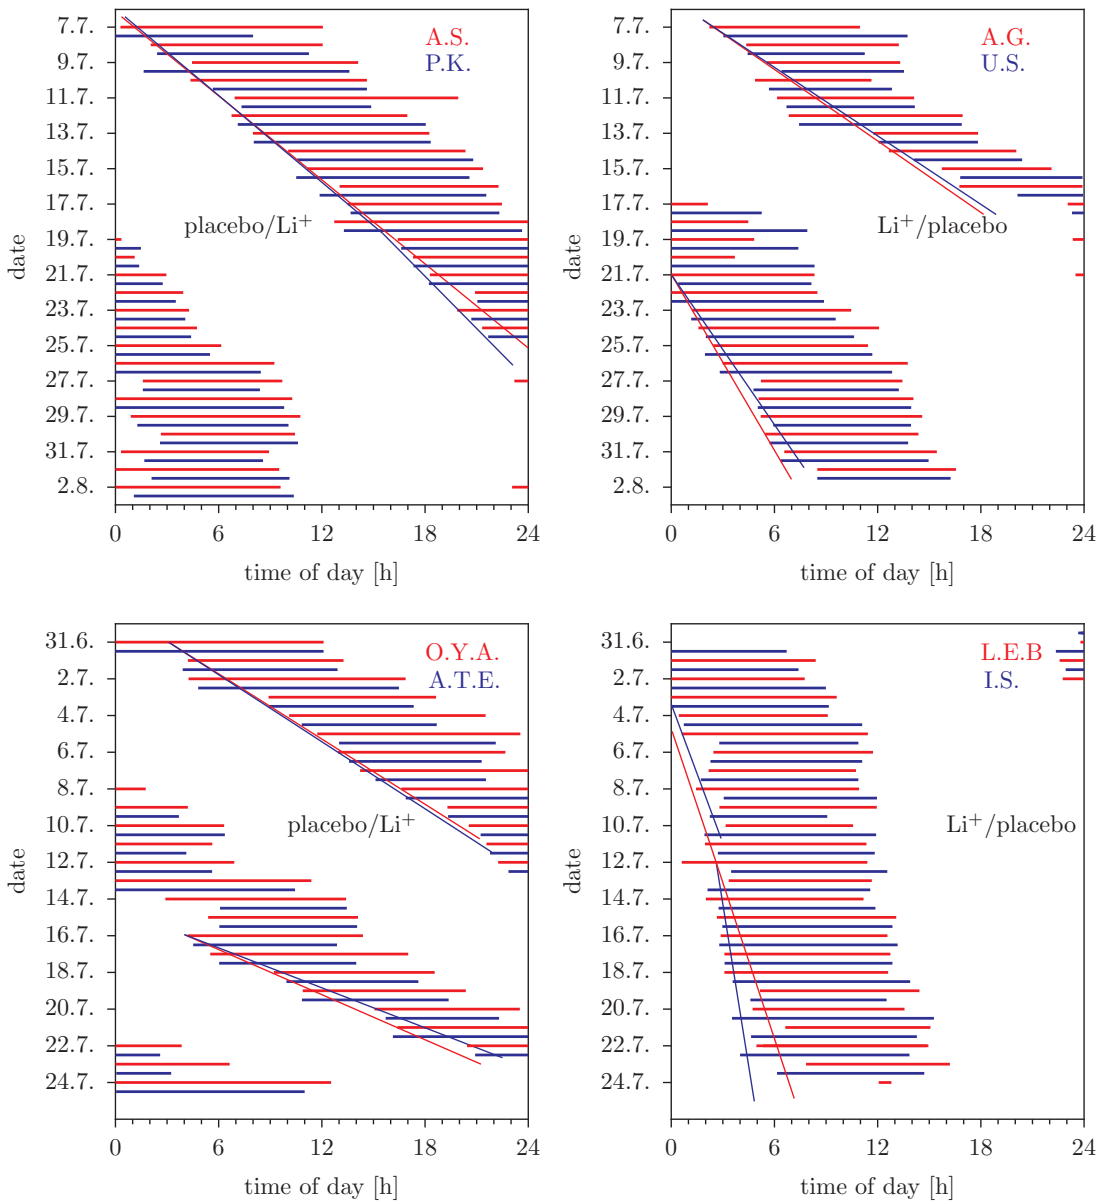 7.7.
9.7.
11.7.
13.7.
15.7.
17.7.
19.7.
21.7.
23.7.
25.7.
27.7.
29.7.
31.7.
2.8.
date
A.S.
P.K.
placebo/Li⁺
0 6 12 18 24
time of day [h]
7.7.
9.7.
11.7.
13.7.
15.7.
17.7.
19.7.
21.7.
23.7.
25.7.
27.7.
29.7.
31.7.
2.8.
date
A.G.
U.S.
Li⁺/placebo
0 6 12 18 24
time of day [h]
31.6.
2.7.
4.7.
6.7.
8.7.
10.7.
12.7.
14.7.
16.7.
18.7.
20.7.
22.7.
24.7.
date
O.Y.A.
A.T.E.
placebo/Li⁺
0 6 12 18 24
time of day [h]
31.6.
2.7.
4.7.
6.7.
8.7.
10.7.
12.7.
14.7.
16.7.
18.7.
20.7.
22.7.
24.7.
date
L.E.B
I.S.
Li⁺/placebo
0 6 12 18 24
time of day [h]